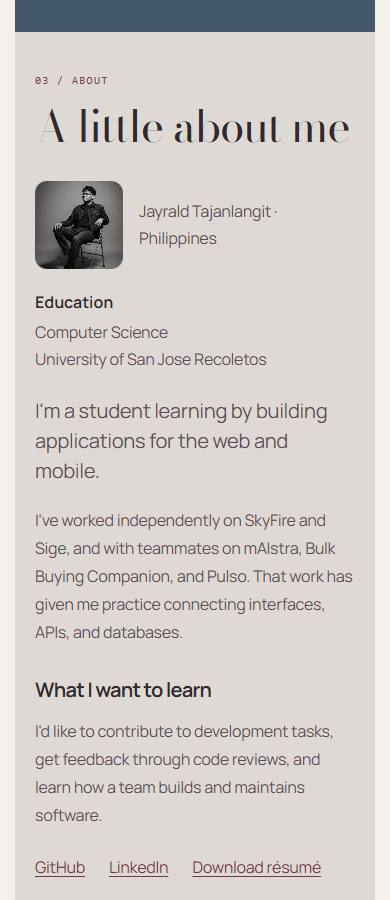 03 / ABOUT
A little about me
Jayrald Tajanlangit ·
Philippines
Education
Computer Science
University of San Jose Recoletos
I'm a student learning by building
applications for the web and
mobile.
I've worked independently on SkyFire and
Sige, and with teammates on mAIstra, Bulk
Buying Companion, and Pulso. That work has
given me practice connecting interfaces,
APIs, and databases.
What I want to learn
I'd like to contribute to development tasks,
get feedback through code reviews, and
learn how a team builds and maintains
software.
GitHub LinkedIn Download résumé